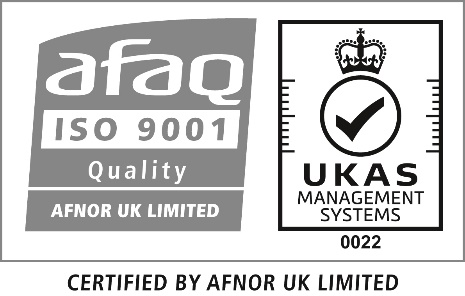 afaq
ISO 9001
Quality
AFNOR UK LIMITED
UKAS
MANAGEMENT
SYSTEMS
0022
CERTIFIED BY AFNOR UK LIMITED